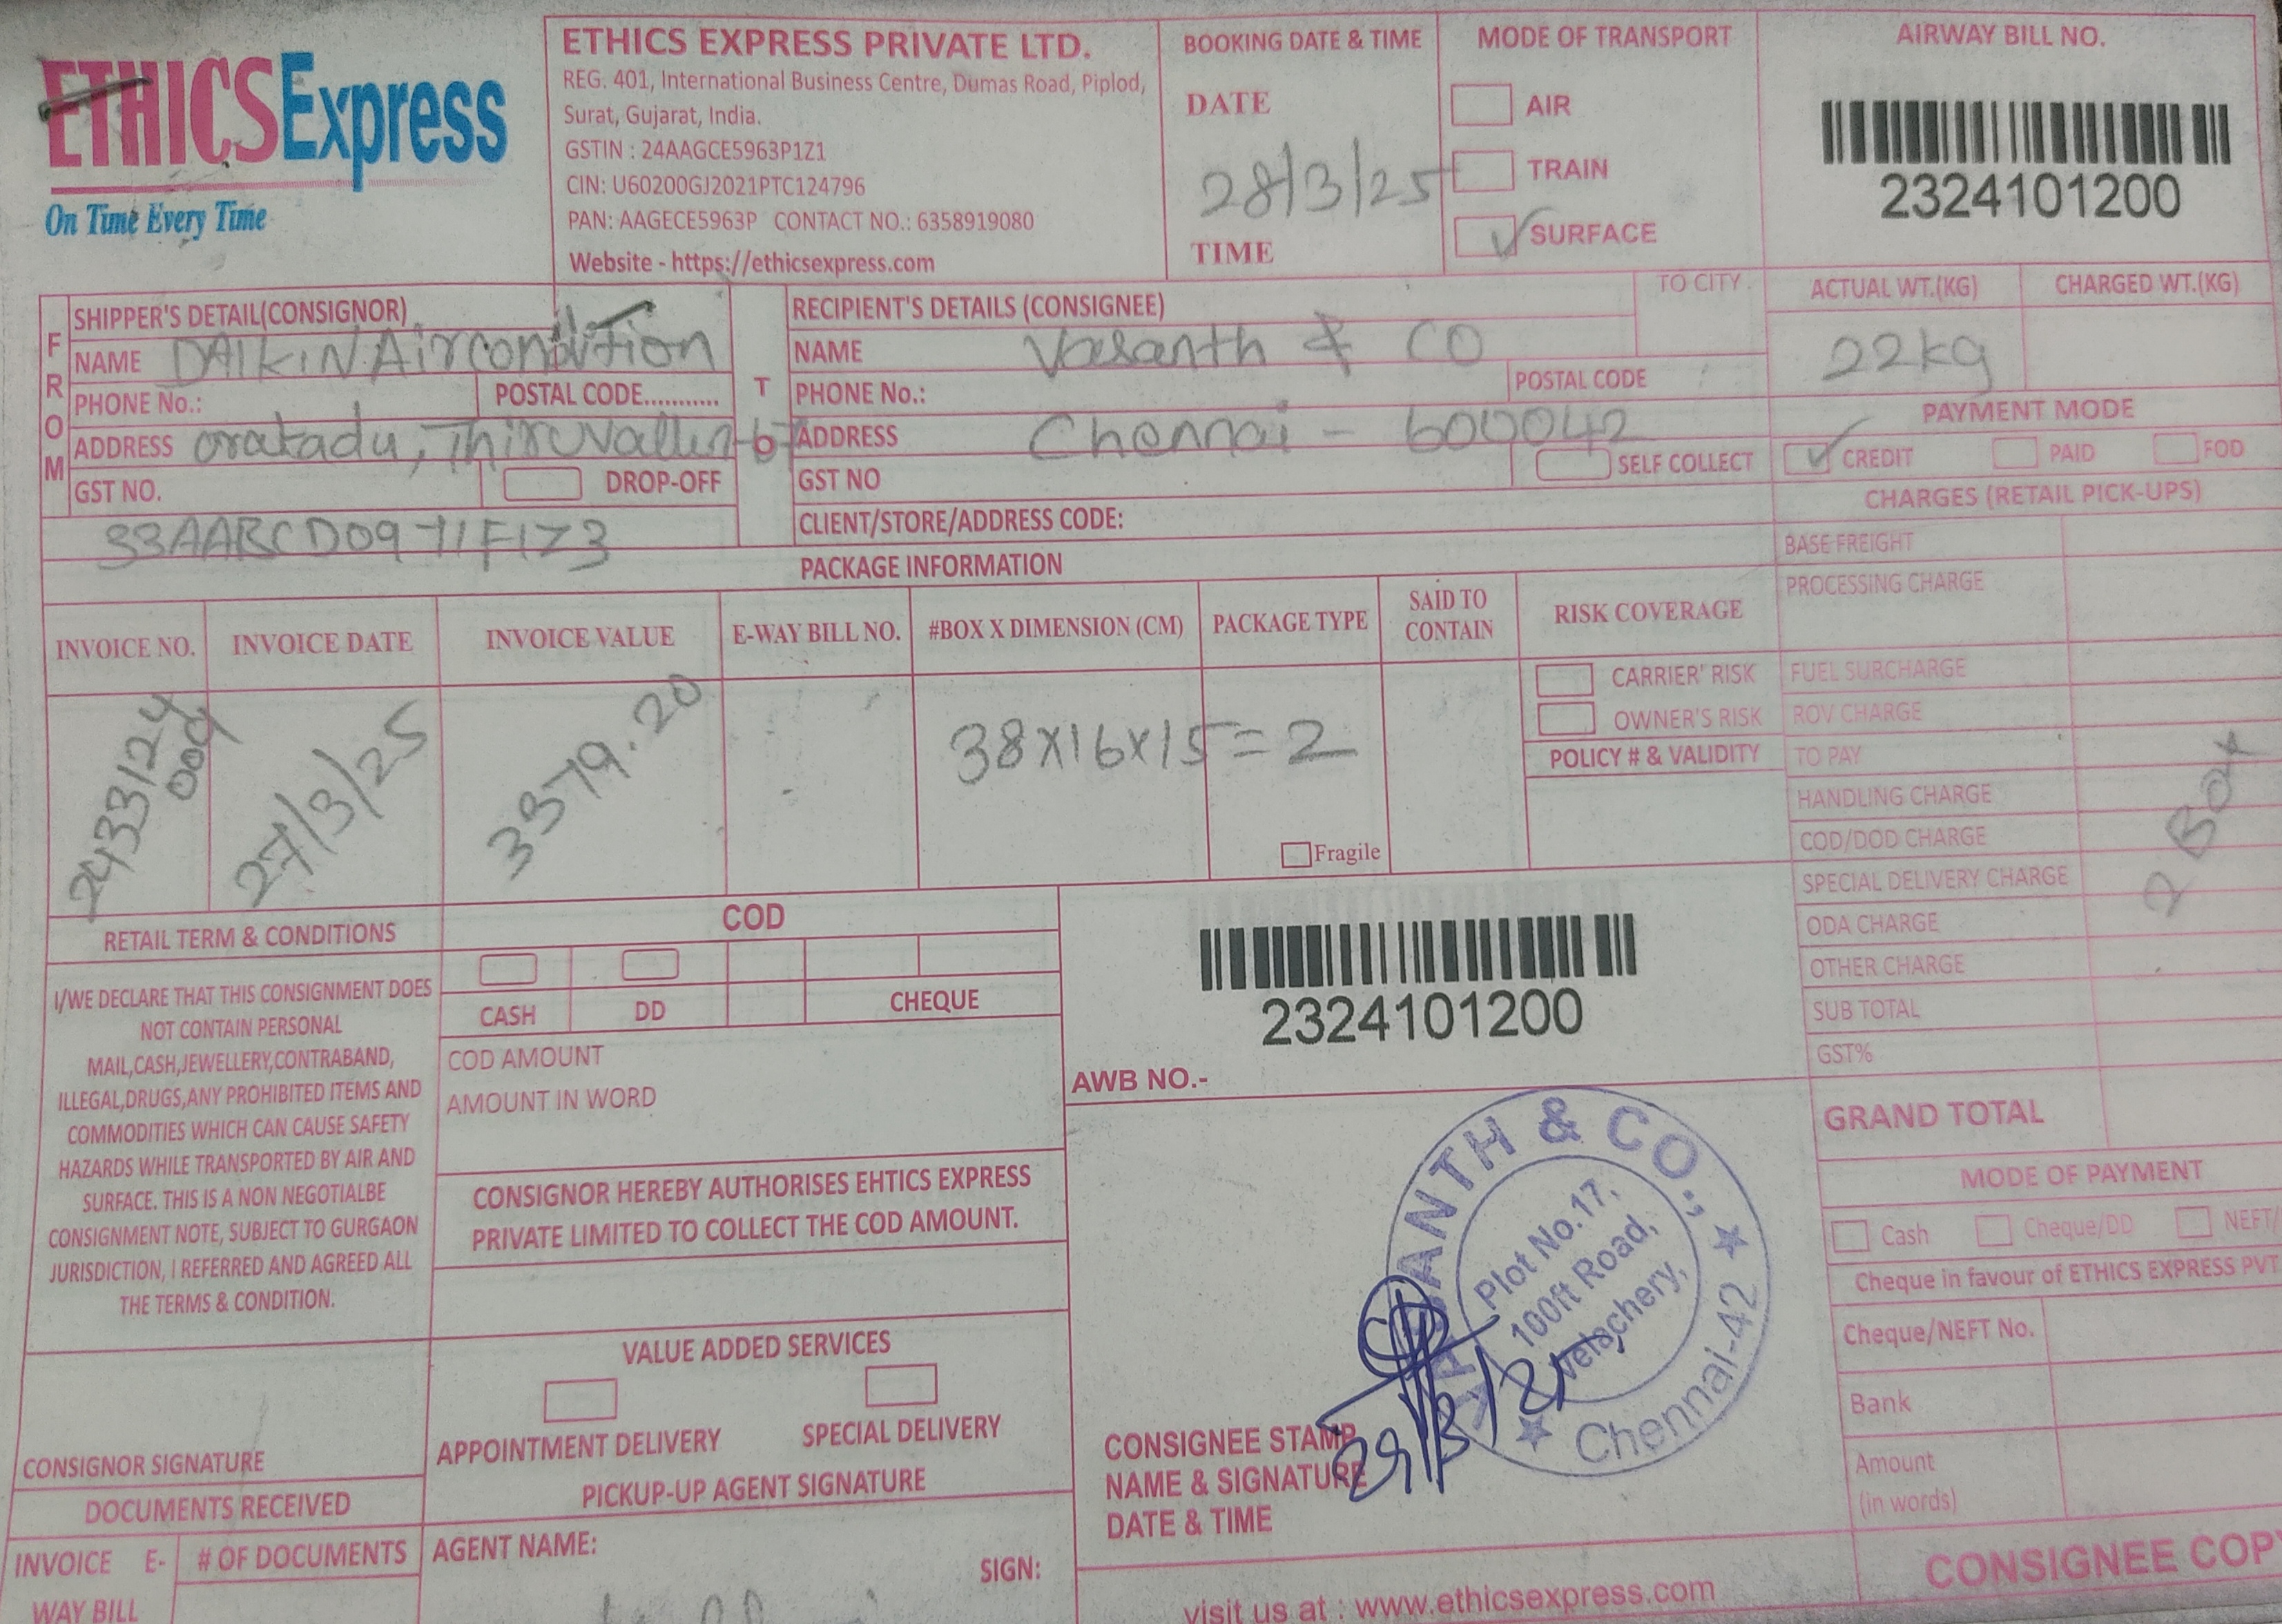 ETHICSExpress
On Time Every Time
ETHICS EXPRESS PRIVATE LTD.
REG. 401, International Business Centre, Dumas Road, Piplod,
Surat, Gujarat, India.
GSTIN : 24AAGCE5963P1Z1
CIN: U60200GJ2021PTC124796
PAN: AAGECE5963P CONTACT NO.: 6358919080
Website - https://ethicsexpress.com
BOOKING DATE & TIME
DATE
28/3/25
TIME
MODE OF TRANSPORT
AIR
TRAIN
SURFACE
AIRWAY BILL NO.
2324101200
FROM
SHIPPER'S DETAIL(CONSIGNOR)
NAME DAIKIN Aircondition
PHONE No.: POSTAL CODE...........
ADDRESS orakadu, Thiruvallur
GST NO. DROP-OFF
33AABCD0971F1Z3
TO
RECIPIENT'S DETAILS (CONSIGNEE)
TO CITY
NAME Vasanth & CO
PHONE No.: POSTAL CODE
ADDRESS Chennai - 600042
GST NO SELF COLLECT
CLIENT/STORE/ADDRESS CODE:
ACTUAL WT.(KG) CHARGED WT.(KG)
22kg
PAYMENT MODE
CREDIT PAID FOD
CHARGES (RETAIL PICK-UPS)
BASE FREIGHT
PROCESSING CHARGE
FUEL SURCHARGE
ROV CHARGE
TO PAY
HANDLING CHARGE
COD/DOD CHARGE
SPECIAL DELIVERY CHARGE
ODA CHARGE
OTHER CHARGE
SUB TOTAL
GST%
2 Box
GRAND TOTAL
MODE OF PAYMENT
Cash Cheque/DD NEFT/
Cheque in favour of ETHICS EXPRESS PVT
Cheque/NEFT No.
Bank
Amount
(in words)
PACKAGE INFORMATION
INVOICE NO. INVOICE DATE INVOICE VALUE E-WAY BILL NO. #BOX X DIMENSION (CM) PACKAGE TYPE SAID TO CONTAIN RISK COVERAGE
2433124
009
27/3/25
3379.20
38x16x15=2
Fragile
CARRIER' RISK
OWNER'S RISK
POLICY # & VALIDITY
RETAIL TERM & CONDITIONS
I/WE DECLARE THAT THIS CONSIGNMENT DOES
NOT CONTAIN PERSONAL
MAIL,CASH,JEWELLERY,CONTRABAND,
ILLEGAL,DRUGS,ANY PROHIBITED ITEMS AND
COMMODITIES WHICH CAN CAUSE SAFETY
HAZARDS WHILE TRANSPORTED BY AIR AND
SURFACE. THIS IS A NON NEGOTIALBE
CONSIGNMENT NOTE, SUBJECT TO GURGAON
JURISDICTION, I REFERRED AND AGREED ALL
THE TERMS & CONDITION.
CONSIGNOR SIGNATURE
DOCUMENTS RECEIVED
INVOICE E-
WAY BILL
# OF DOCUMENTS
COD
CASH DD CHEQUE
COD AMOUNT
AMOUNT IN WORD
CONSIGNOR HEREBY AUTHORISES EHTICS EXPRESS
PRIVATE LIMITED TO COLLECT THE COD AMOUNT.
VALUE ADDED SERVICES
APPOINTMENT DELIVERY SPECIAL DELIVERY
PICKUP-UP AGENT SIGNATURE
AGENT NAME:
SIGN:
2324101200
AWB NO.-
VASANTH & CO.,
Plot No.17,
100ft Road,
Velachery,
Chennai-42
29/3/25
CONSIGNEE STAMP
NAME & SIGNATURE
DATE & TIME
visit us at : www.ethicsexpress.com
CONSIGNEE COPY